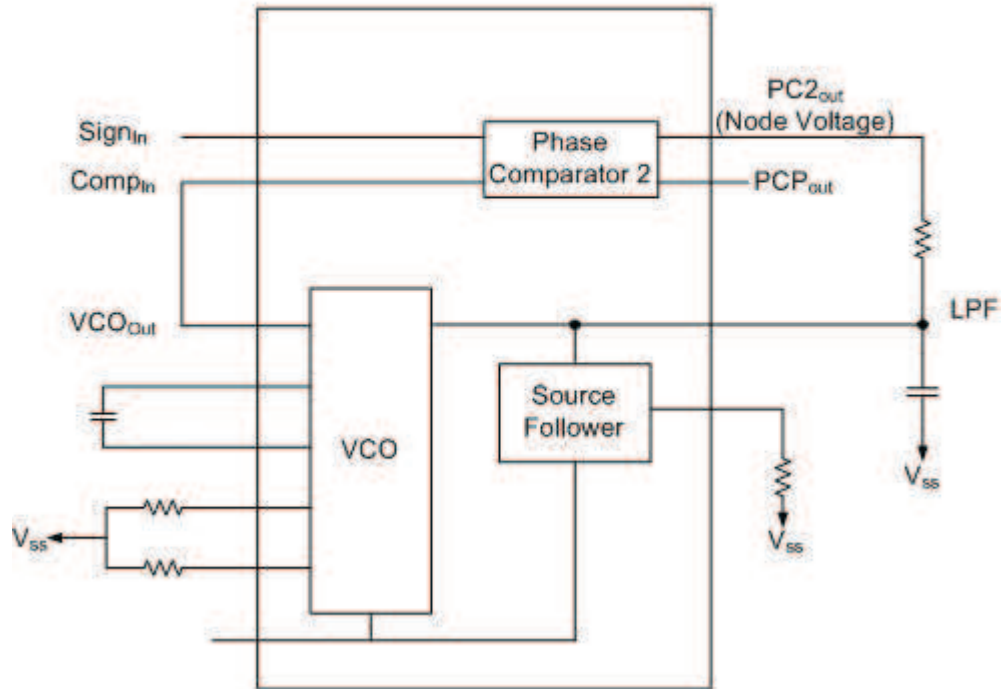 PC2out
(Node Voltage)
SignIn
Phase
Comparator 2
CompIn
PCPout
VCOOut
LPF
Source
Follower
VCO
Vss
Vss
Vss